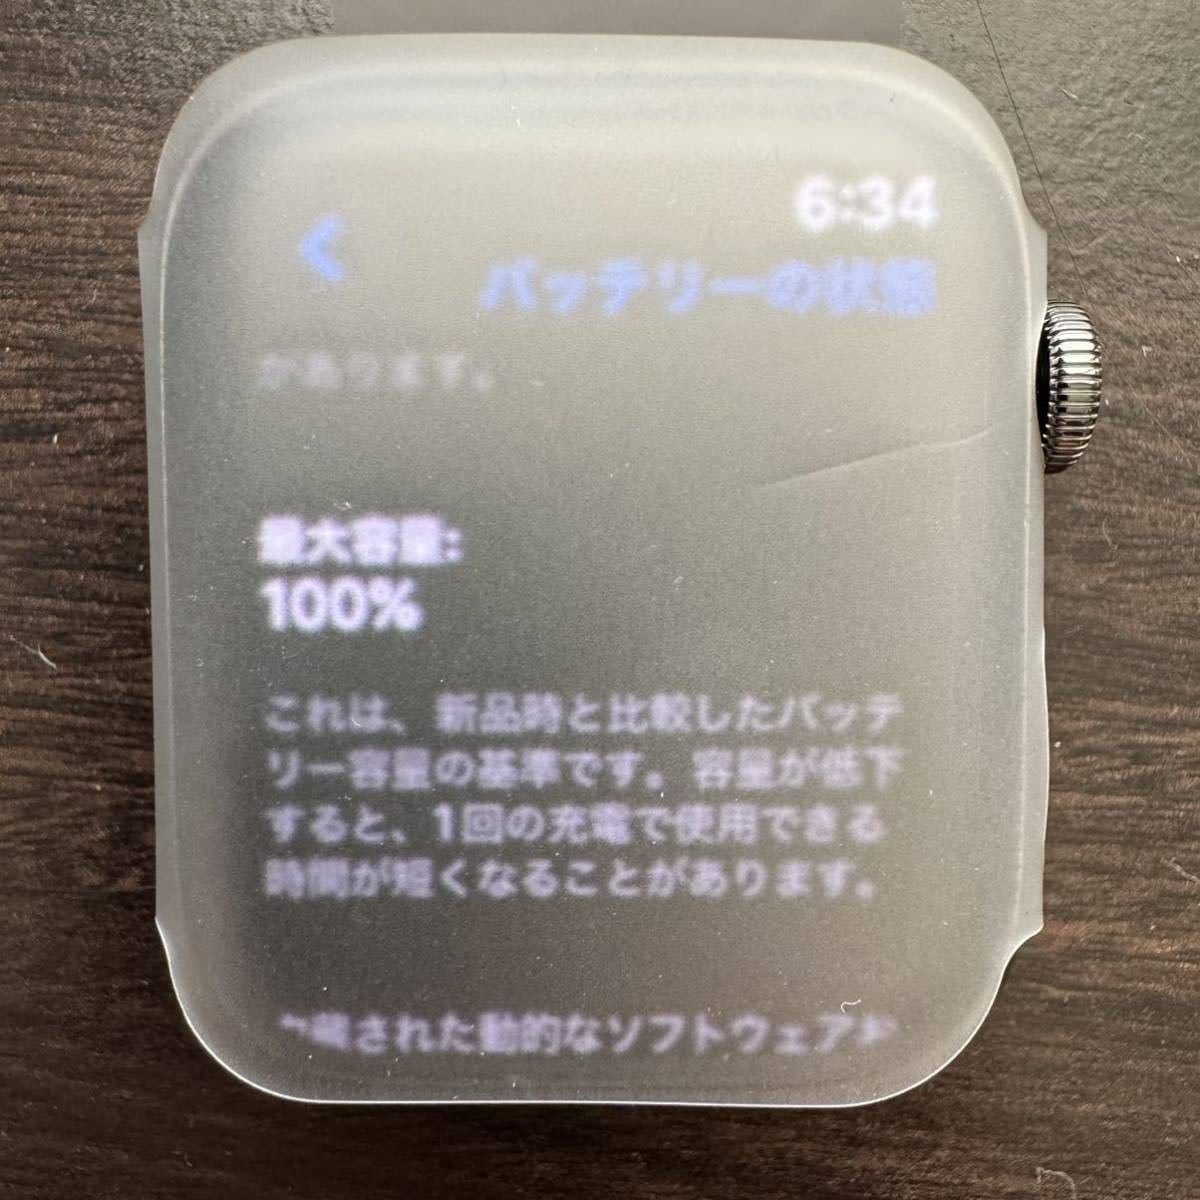 6:34
バッテリーの状態
があります。
最大容量:
100%
これは、新品時と比較したバッテ
リー容量の基準です。容量が低下
すると、1回の充電で使用できる
時間が短くなることがあります。
された動的なソフトウェア